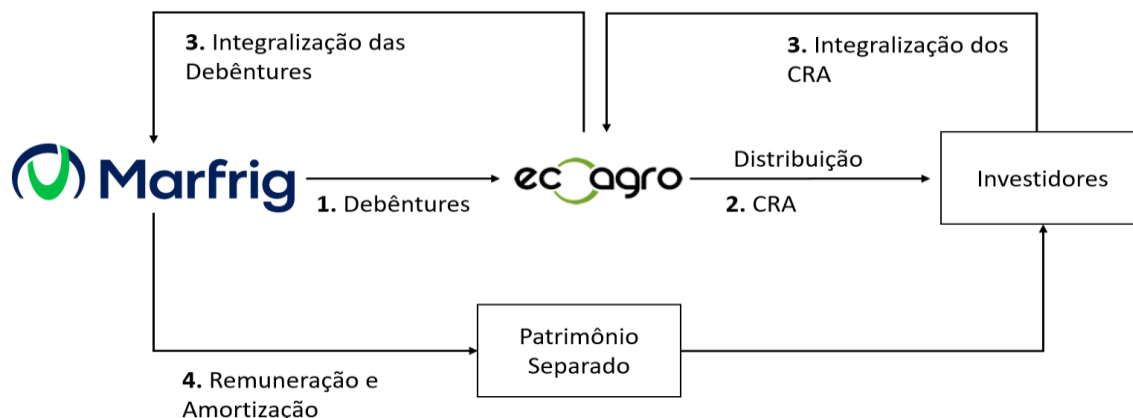 3. Integralização das
Debêntures
3. Integralização dos
CRA
Marfrig
1. Debêntures
ecoagro
Distribuição
2. CRA
Investidores
Patrimônio
Separado
4. Remuneração e
Amortização